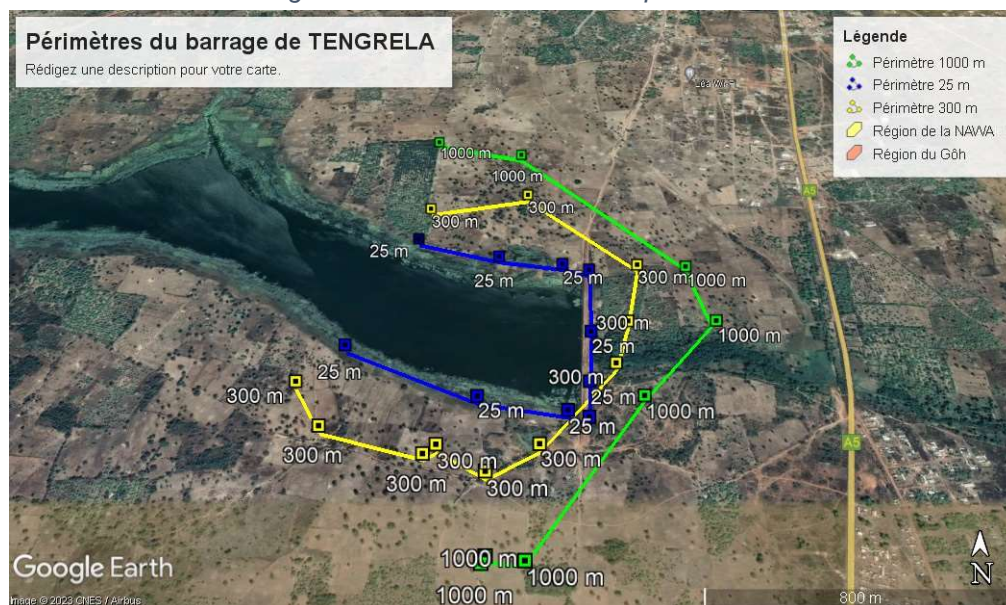 Périmètres du barrage de TENGRELA
Rédigez une description pour votre carte.
Légende
Périmètre 1000 m
Périmètre 25 m
Périmètre 300 m
Région de la NAWA
Région du Gôh
1000 m
1000 m
300 m
300 m
25 m
25 m
25 m
300 m
1000 m
A5
300 m
25 m
1000 m
25 m
300 m
25 m
300 m
25 m
25 m
1000 m
300 m
300 m
300 m
300 m
300 m
A5
1000 m
1000 m
1000 m
Google Earth
Image © 2023 CNES / Airbus
800 m
N